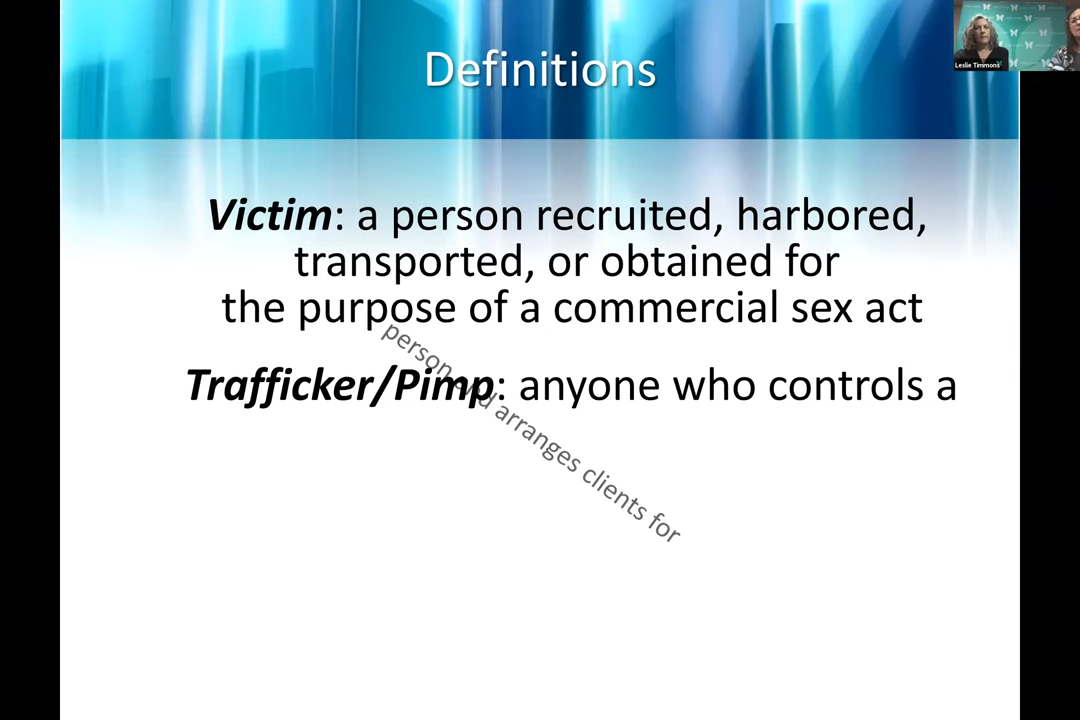 Definitions
Leslie Timmons
Victim: a person recruited, harbored,
transported, or obtained for
the purpose of a commercial sex act
Trafficker/Pimp: anyone who controls a
person and arranges clients for